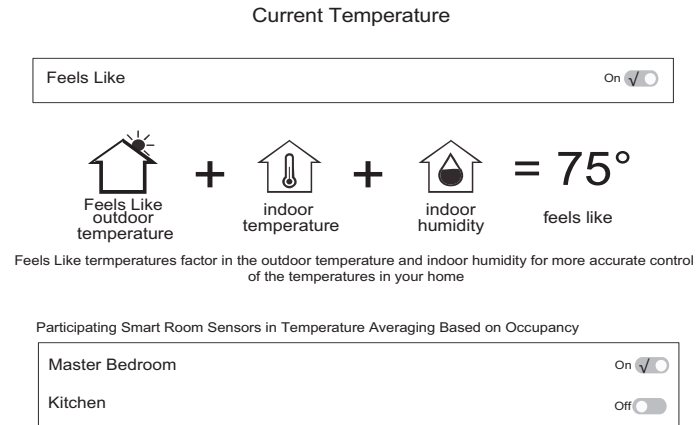 Current Temperature
Feels Like On √
+ + = 75°
Feels Like
outdoor
temperature
indoor
temperature
indoor
humidity
feels like
Feels Like termperatures factor in the outdoor temperature and indoor humidity for more accurate control
of the temperatures in your home
Participating Smart Room Sensors in Temperature Averaging Based on Occupancy
Master Bedroom On √
Kitchen Off